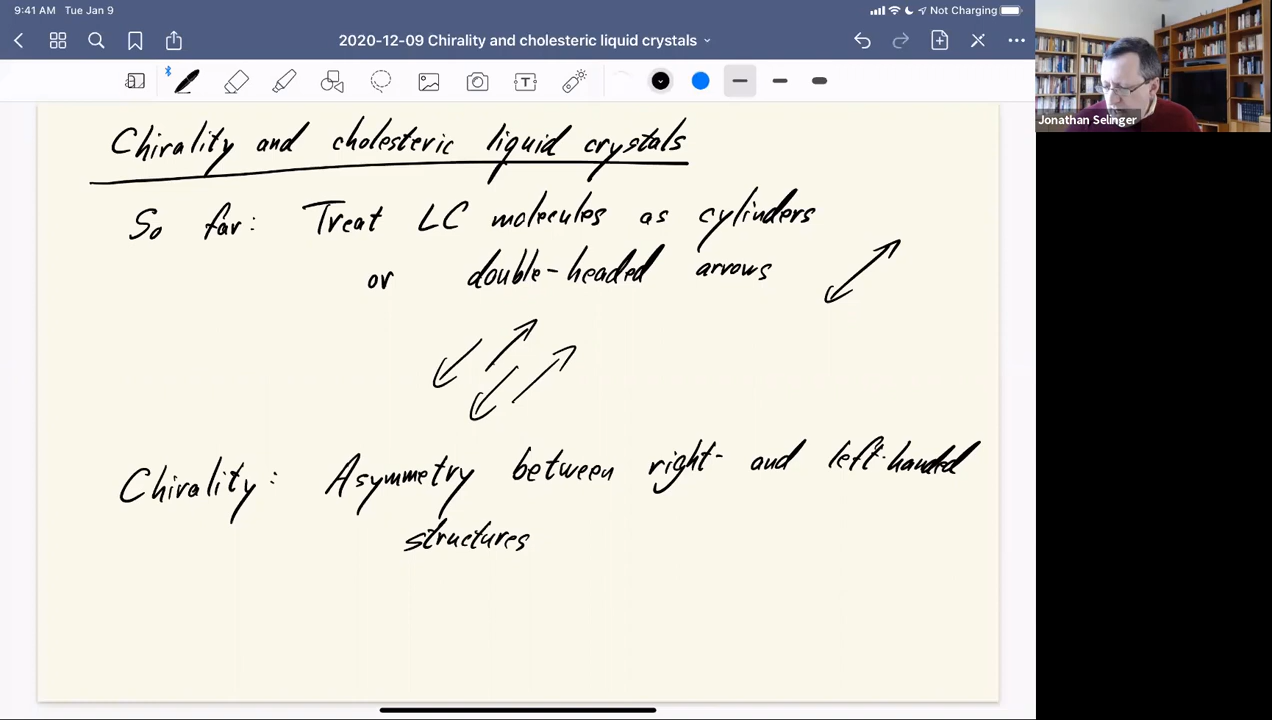 9:41 AM Tue Jan 9
Not Charging
2020-12-09 Chirality and cholesteric liquid crystals
T
Jonathan Selinger
Chirality and cholesteric liquid crystals
So far: Treat LC molecules as cylinders
or double-headed arrows
Chirality: Asymmetry between right- and left-handed
structures